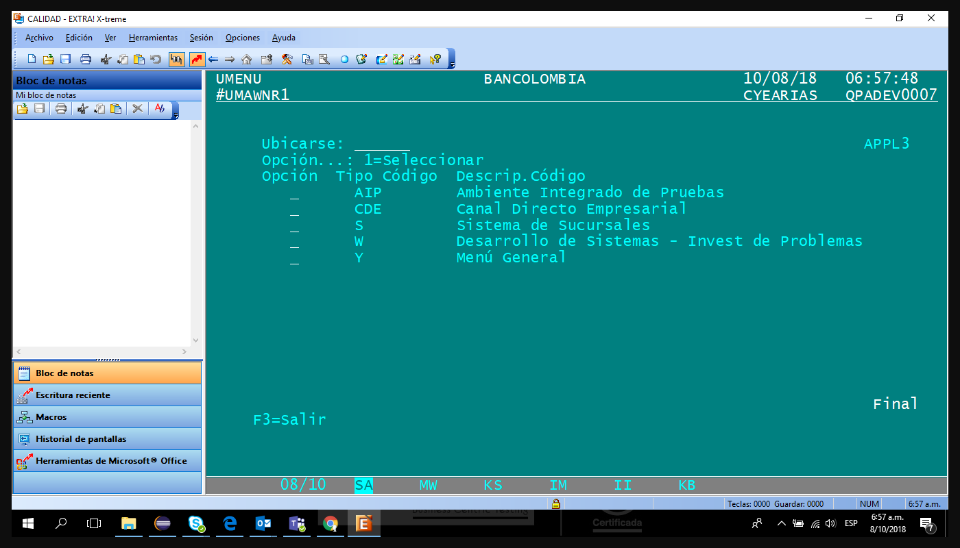 CALIDAD - EXTRA! X-treme
Archivo Edición Ver Herramientas Sesión Opciones Ayuda
Bloc de notas
Mi bloc de notas
UMENU BANCOLOMBIA 10/08/18 06:57:48
#UMAWNR1 CYEARIAS QPADEV0007
Ubicarse: ______ APPL3
Opción...: 1=Seleccionar
Opción Tipo Código Descrip.Código
_ AIP Ambiente Integrado de Pruebas
_ CDE Canal Directo Empresarial
_ S Sistema de Sucursales
_ W Desarrollo de Sistemas - Invest de Problemas
_ Y Menú General
Final
F3=Salir
Bloc de notas
Escritura reciente
Macros
Historial de pantallas
Herramientas de Microsoft® Office
08/10 SA MW KS IM II KB
Teclas: 0000 Guardar: 0000 NUM 6:57 a.m.
Certificada
ESP
6:57 a.m.
8/10/2018
7